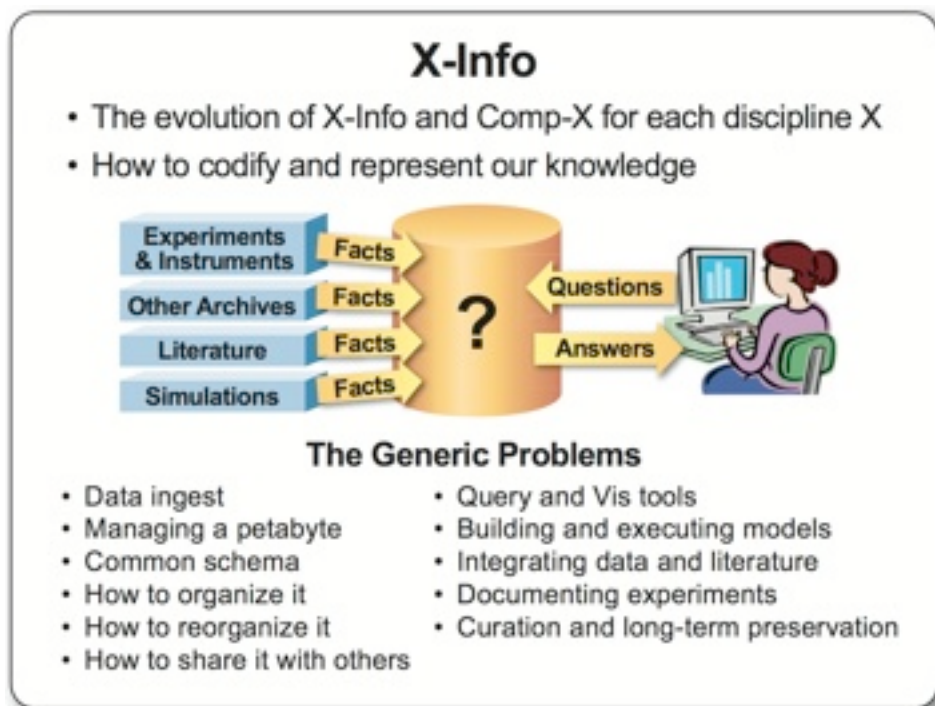 X-Info
• The evolution of X-Info and Comp-X for each discipline X
• How to codify and represent our knowledge
Experiments
& Instruments
Facts
Other Archives
Facts
Literature
Facts
Simulations
Facts
?
Questions
Answers
The Generic Problems
• Data ingest
• Managing a petabyte
• Common schema
• How to organize it
• How to reorganize it
• How to share it with others
• Query and Vis tools
• Building and executing models
• Integrating data and literature
• Documenting experiments
• Curation and long-term preservation